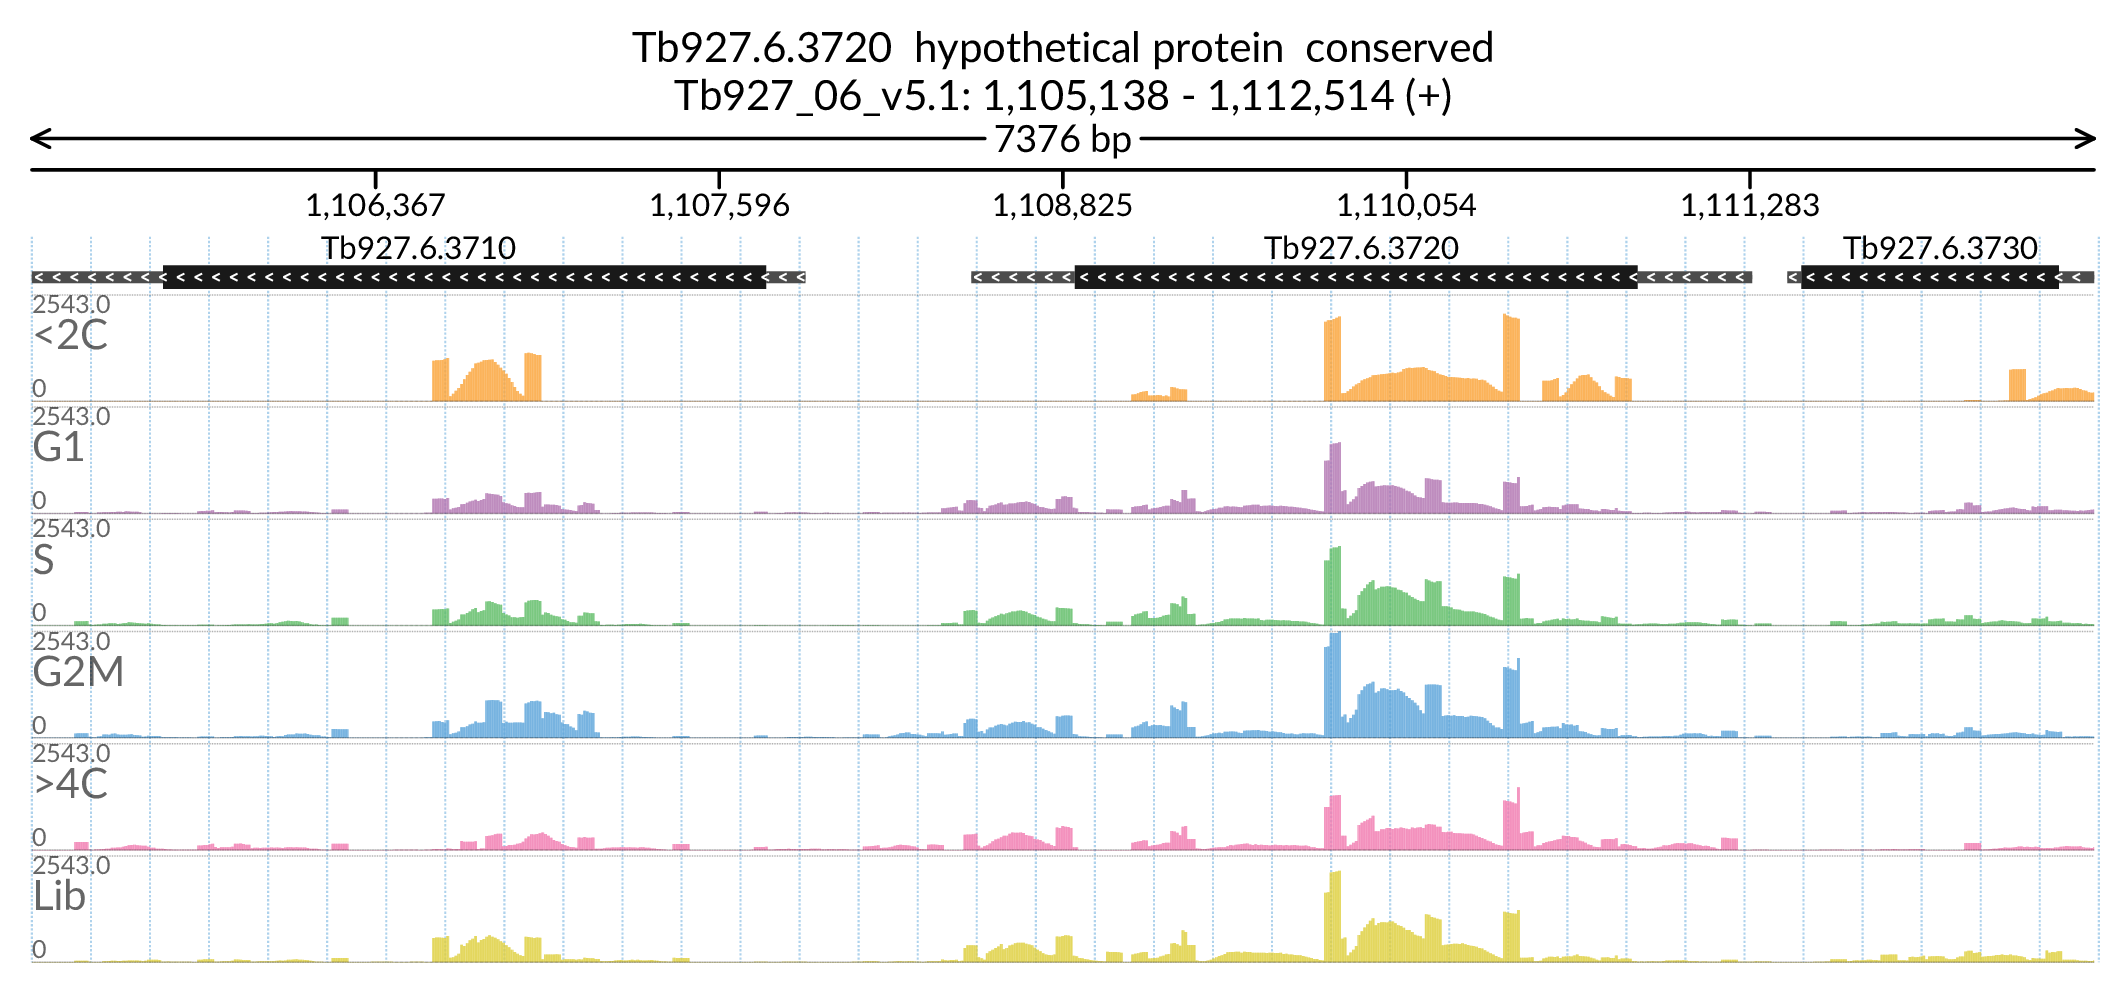 Tb927.6.3720  hypothetical protein  conserved
Tb927_06_v5.1: 1,105,138 - 1,112,514 (+)
7376 bp
1,106,367 1,107,596 1,108,825 1,110,054 1,111,283
Tb927.6.3710 Tb927.6.3720 Tb927.6.3730
2543.0
<2C
0
2543.0
G1
0
2543.0
S
0
2543.0
G2M
0
2543.0
>4C
0
2543.0
Lib
0